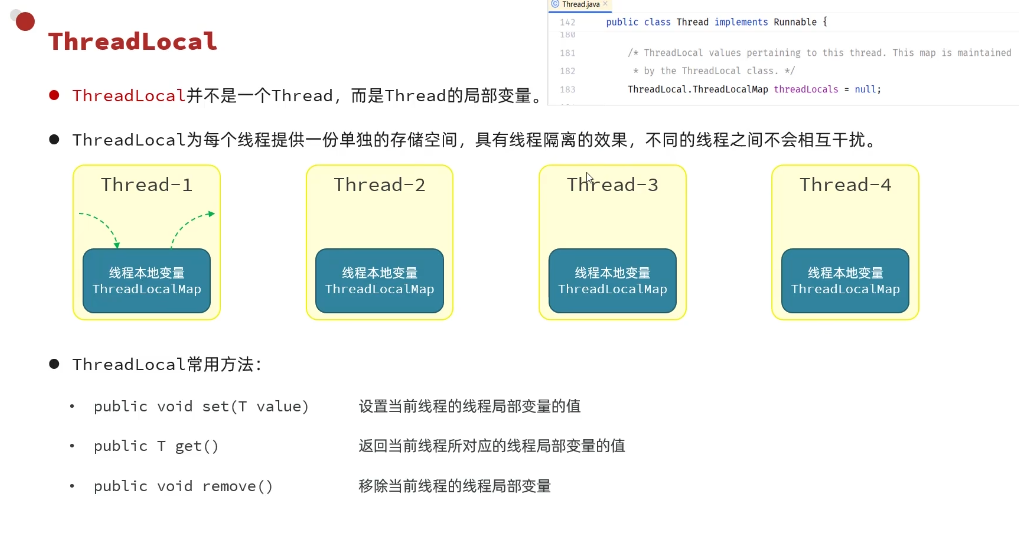 Thread.java
142 public class Thread implements Runnable {
180
181 /* ThreadLocal values pertaining to this thread. This map is maintained
182 * by the ThreadLocal class. */
183 ThreadLocal.ThreadLocalMap threadLocals = null;
ThreadLocal
ThreadLocal并不是一个Thread，而是Thread的局部变量。
ThreadLocal为每个线程提供一份单独的存储空间，具有线程隔离的效果，不同的线程之间不会相互干扰。
Thread-1
线程本地变量
ThreadLocalMap
Thread-2
线程本地变量
ThreadLocalMap
Thread-3
线程本地变量
ThreadLocalMap
Thread-4
线程本地变量
ThreadLocalMap
ThreadLocal常用方法：
public void set(T value) 设置当前线程的线程局部变量的值
public T get() 返回当前线程所对应的线程局部变量的值
public void remove() 移除当前线程的线程局部变量